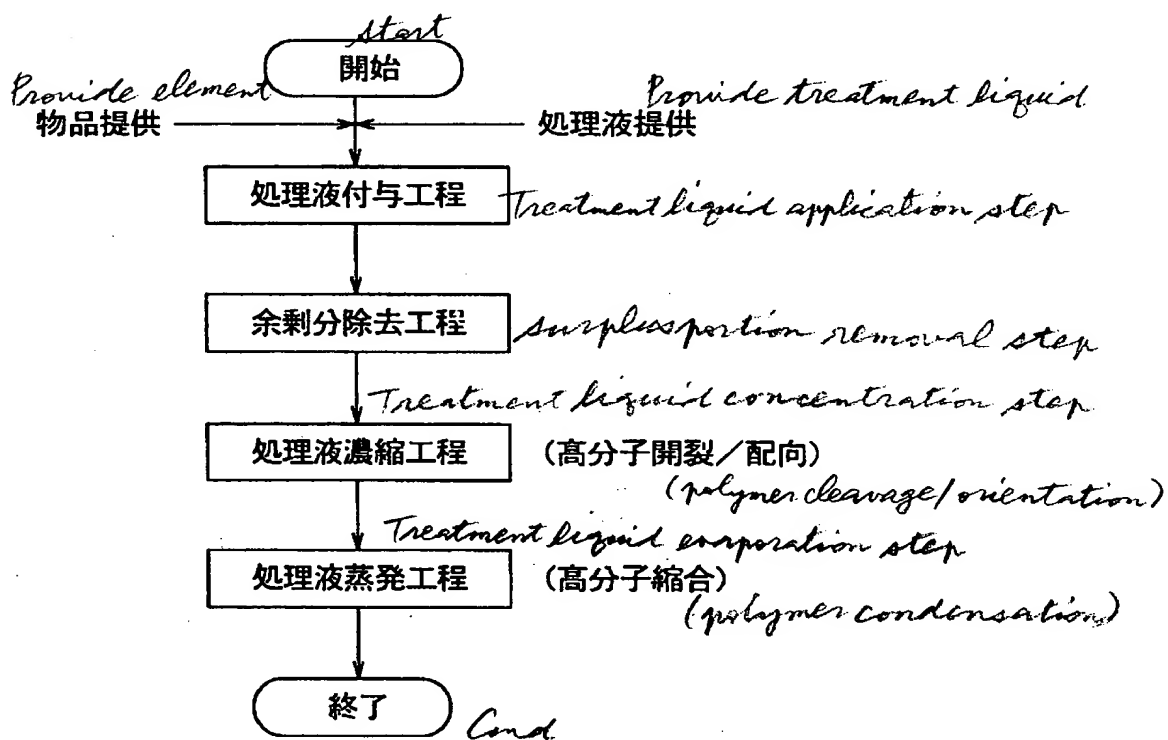 start
開始
Provide element
Provide treatment liquid
物品提供
処理液提供
処理液付与工程
Treatment liquid application step
余剰分除去工程
surplus portion removal step
Treatment liquid concentration step
処理液濃縮工程
(高分子開裂/配向)
(polymer cleavage/orientation)
Treatment liquid evaporation step
処理液蒸発工程
(高分子縮合)
(polymer condensation)
終了